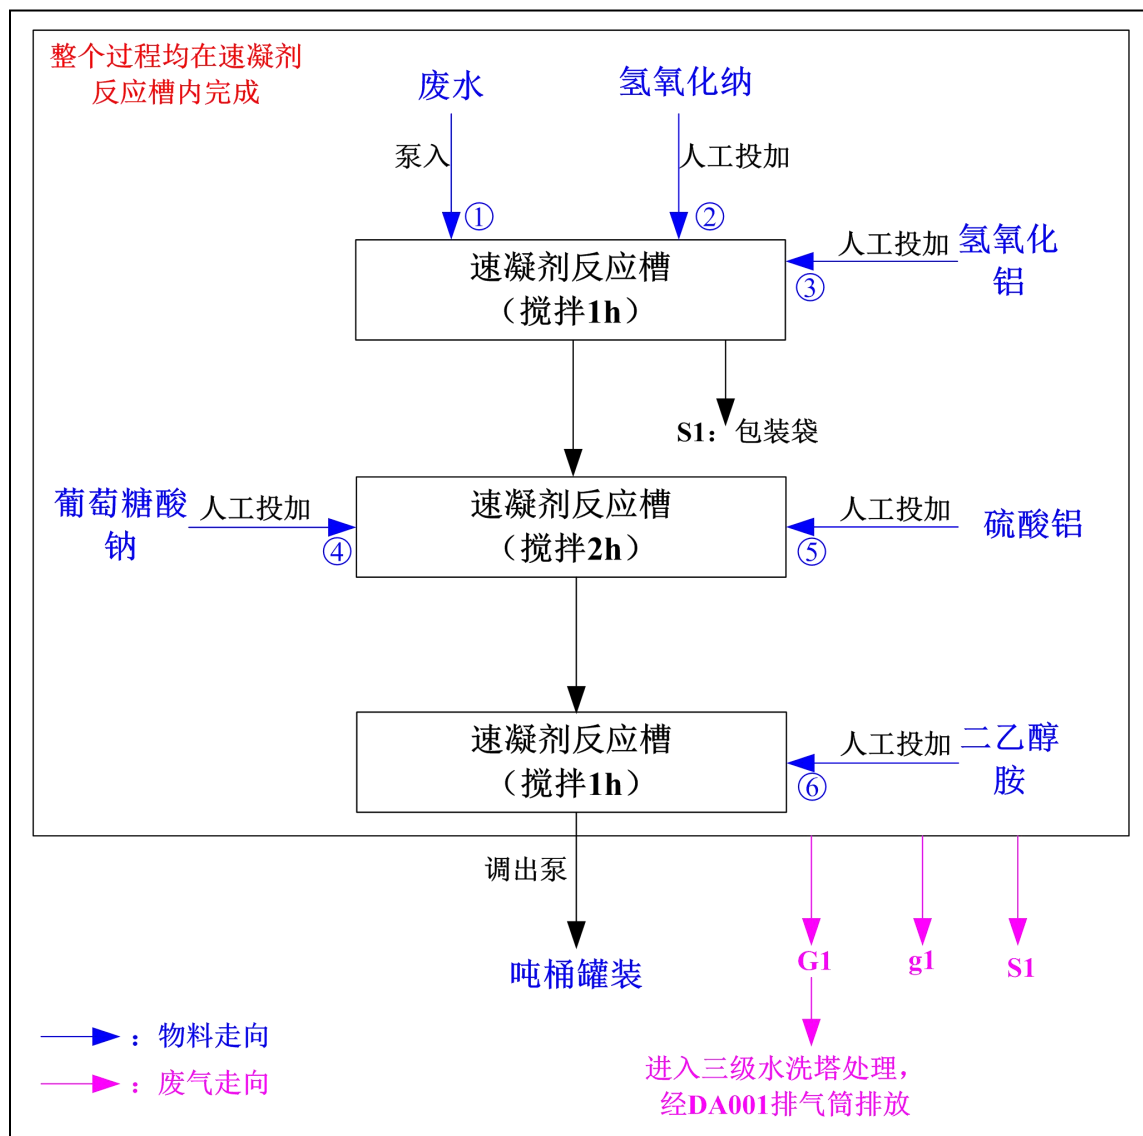 整个过程均在速凝剂
反应槽内完成
废水
氢氧化纳
泵入
人工投加
①
②
速凝剂反应槽
（搅拌1h）
人工投加
氢氧化
铝
③
S1：包装袋
葡萄糖酸
钠
人工投加
④
速凝剂反应槽
（搅拌2h）
人工投加
硫酸铝
⑤
速凝剂反应槽
（搅拌1h）
人工投加
二乙醇
胺
⑥
调出泵
吨桶罐装
G1
g1
S1
：物料走向
：废气走向
进入三级水洗塔处理，
经DA001排气筒排放